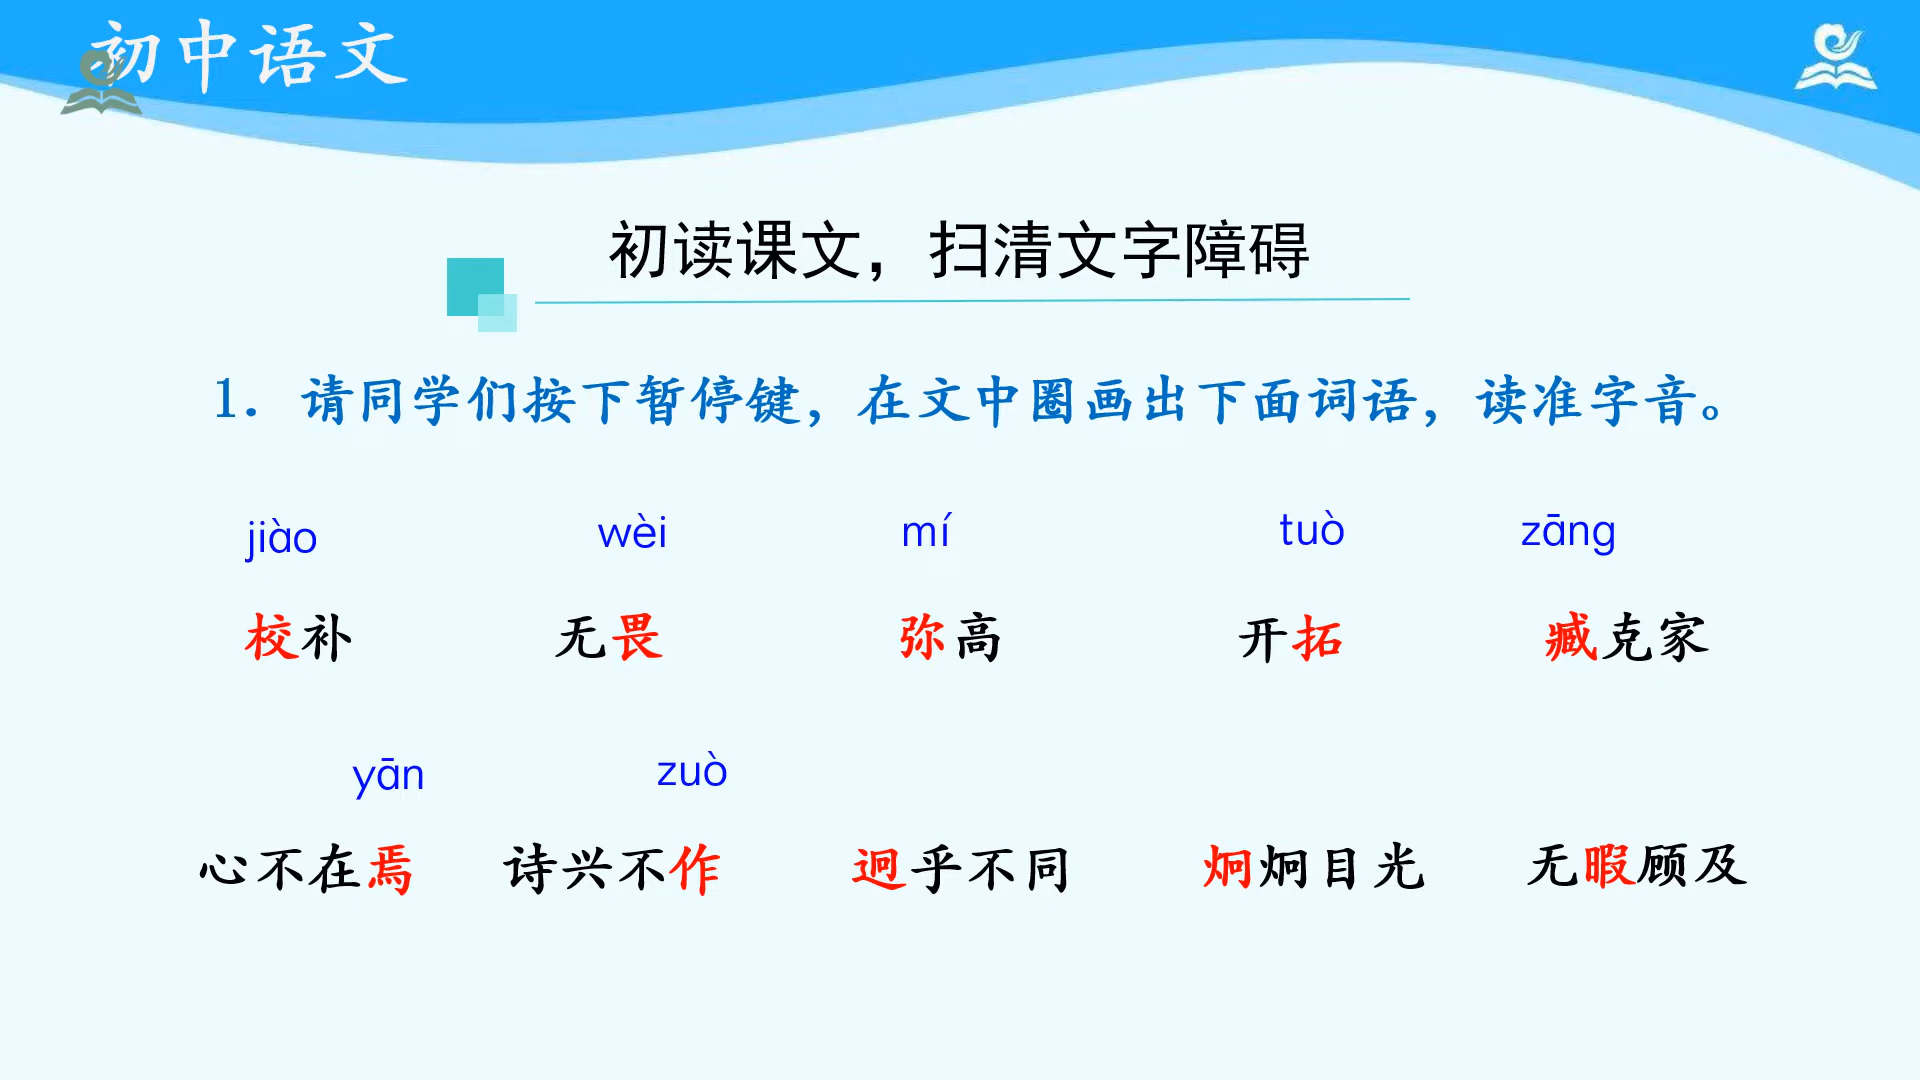 初中语文
初读课文，扫清文字障碍
1. 请同学们按下暂停键，在文中圈画出下面词语，读准字音。
jiào wèi mí tuò zāng
校补 无畏 弥高 开拓 臧克家
yān zuò
心不在焉 诗兴不作 迥乎不同 炯炯目光 无暇顾及